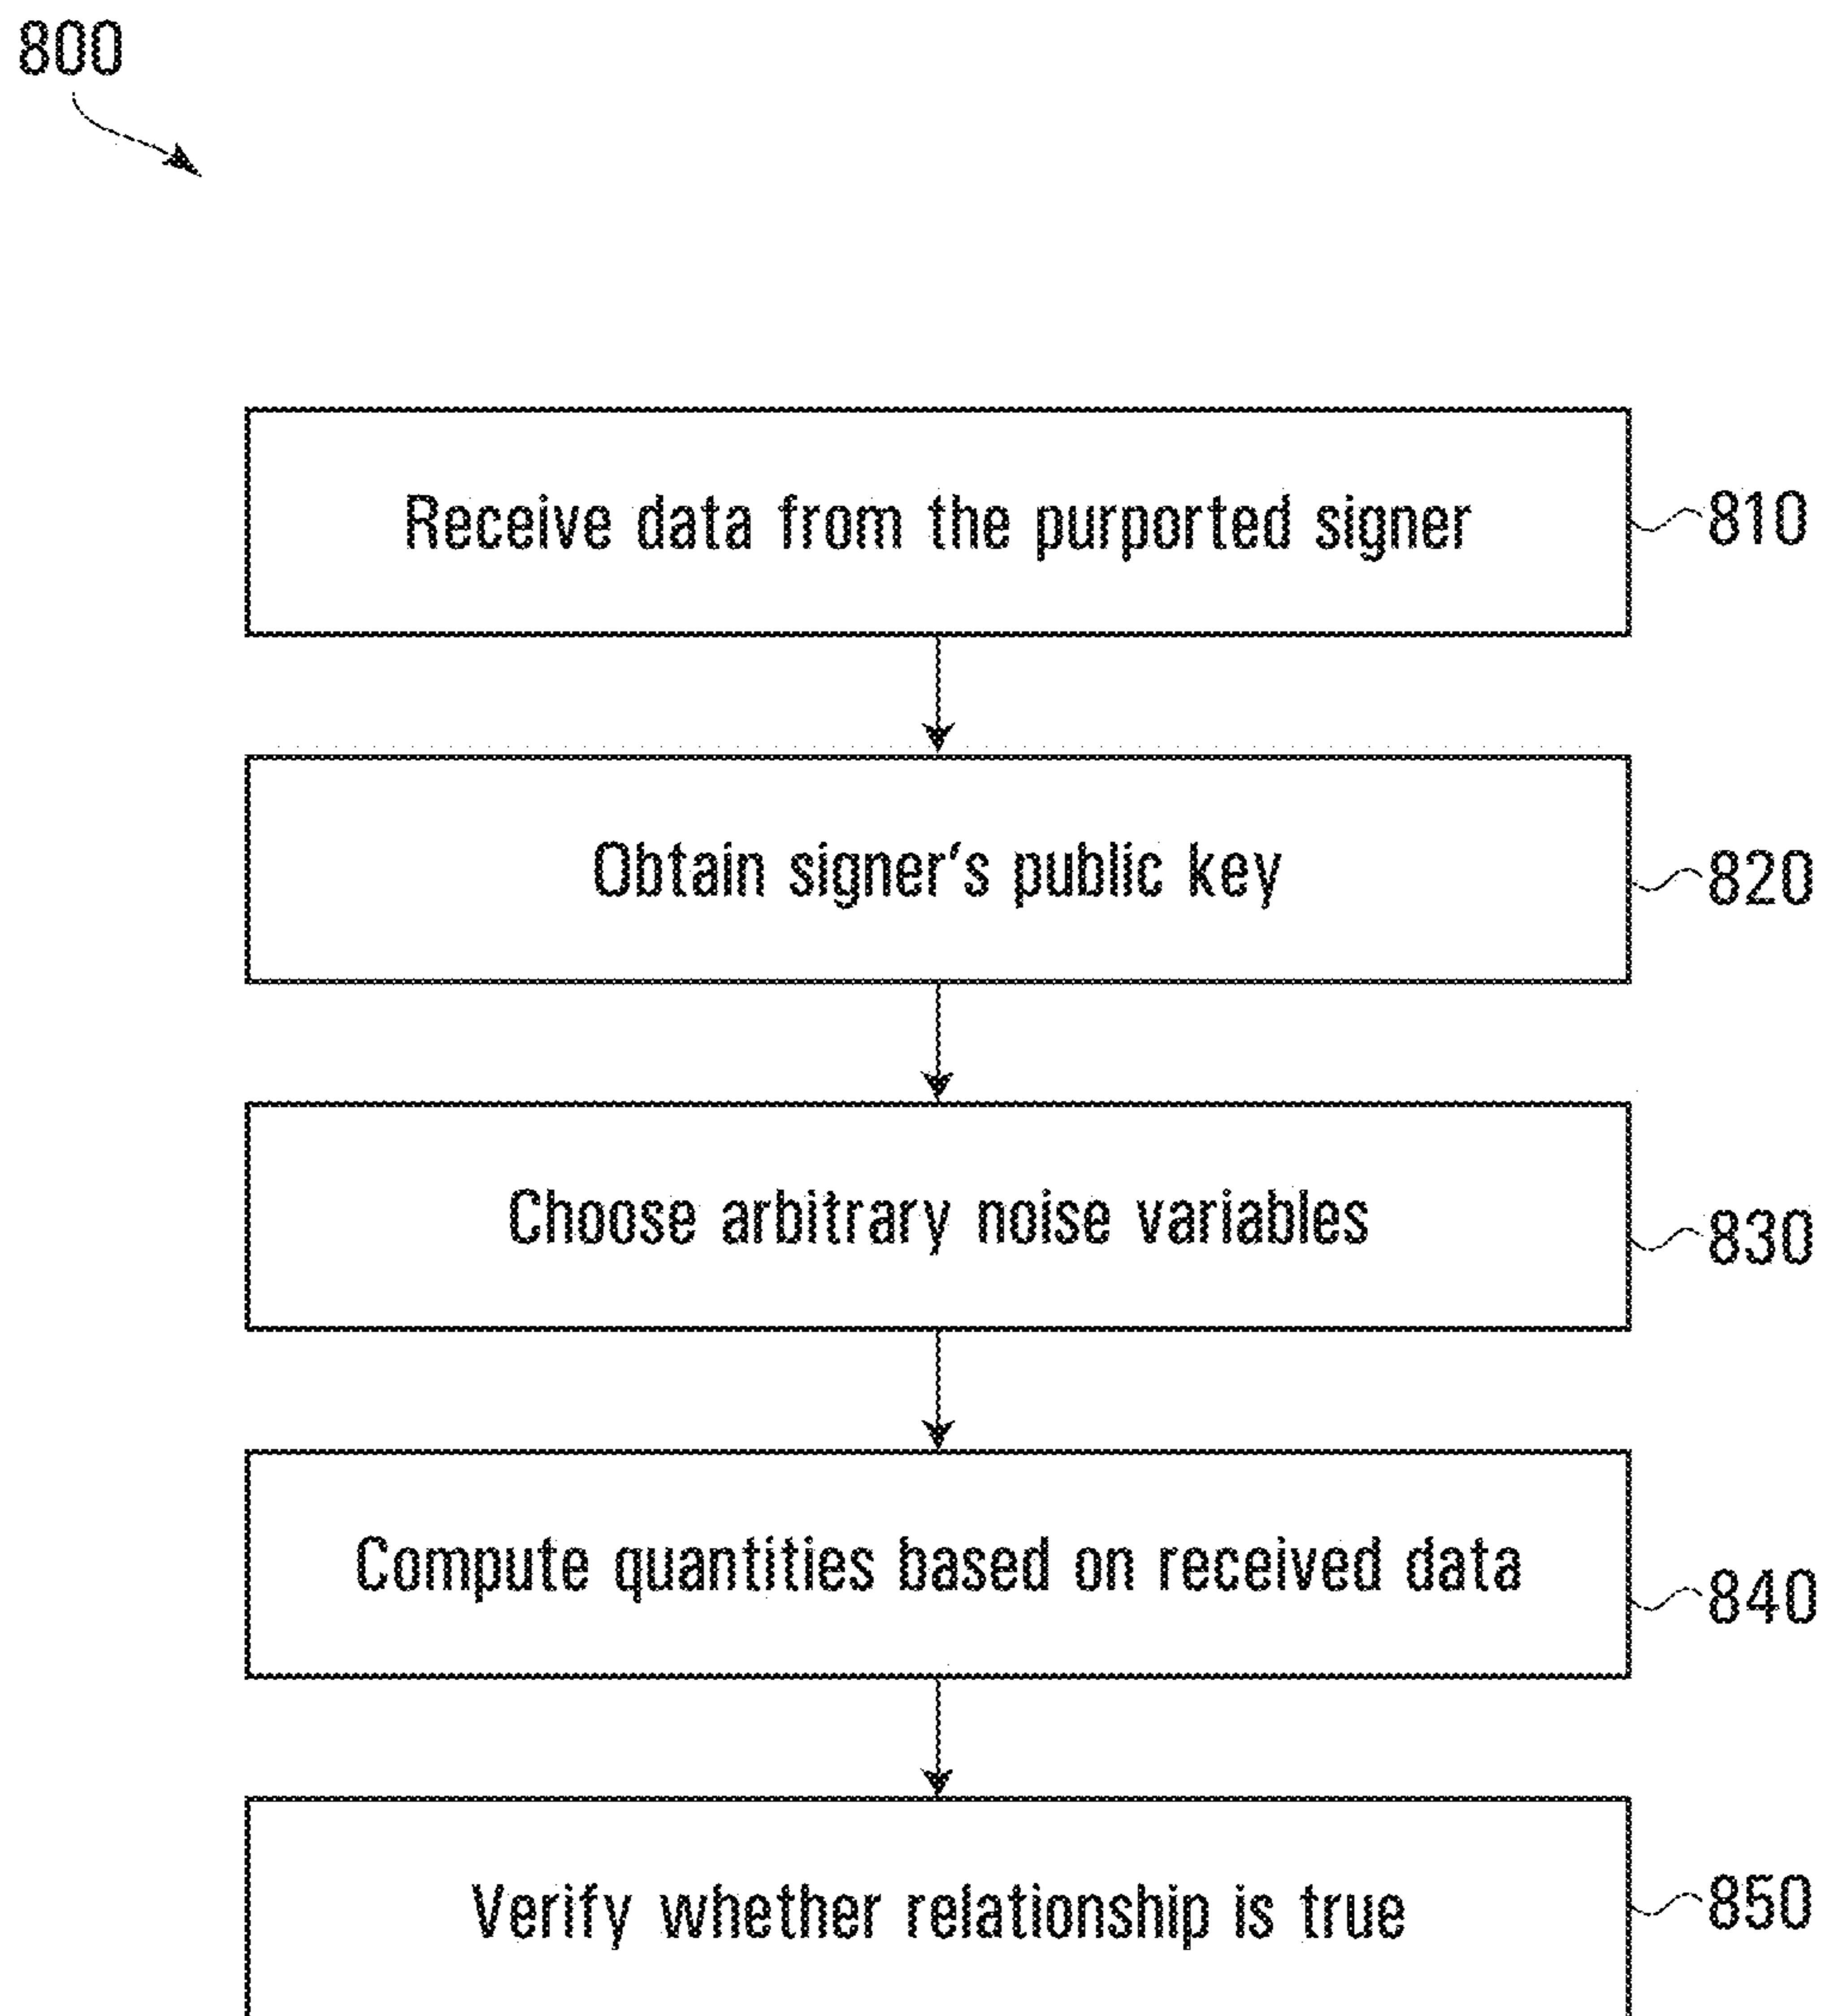 800
Receive data from the purported signer
810
Obtain signer's public key
820
Choose arbitrary noise variables
830
Compute quantities based on received data
840
Verify whether relationship is true
850